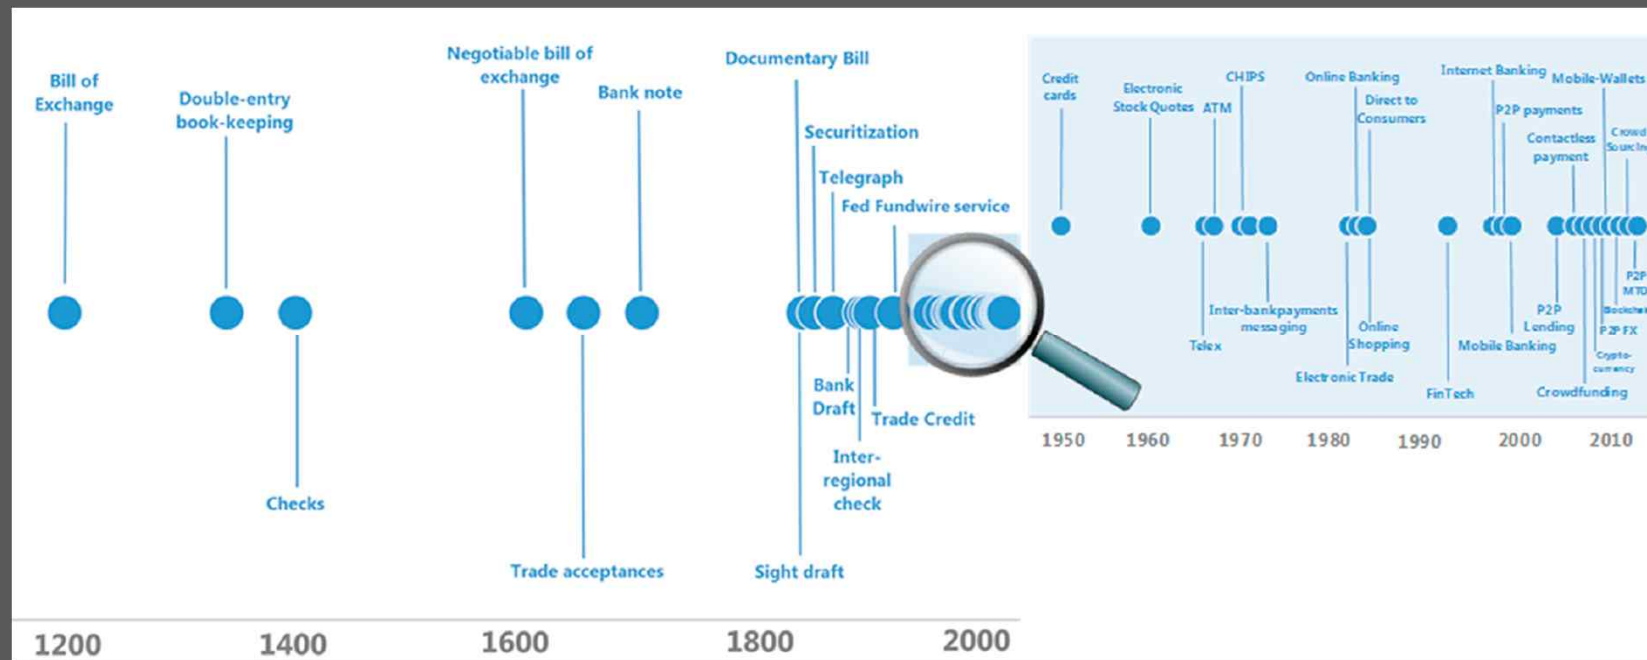 Bill of
Exchange
Double-entry
book-keeping
Checks
Negotiable bill of
exchange
Trade acceptances
Bank note
Documentary Bill
Sight draft
Securitization
Telegraph
Fed Fundwire service
Bank
Draft
Inter-
regional
check
Trade Credit
1200
1400
1600
1800
2000
Credit
cards
Electronic
Stock Quotes
ATM
Telex
CHIPS
Inter-bankpayments
messaging
Online Banking
Direct to
Consumers
Electronic Trade
Online
Shopping
FinTech
Internet Banking
P2P payments
Mobile Banking
Contactless
payment
P2P
Lending
Mobile-Wallets
Crowdfunding
Crypto-
currency
P2P FX
P2P
1950
1960
1970
1980
1990
2000
2010